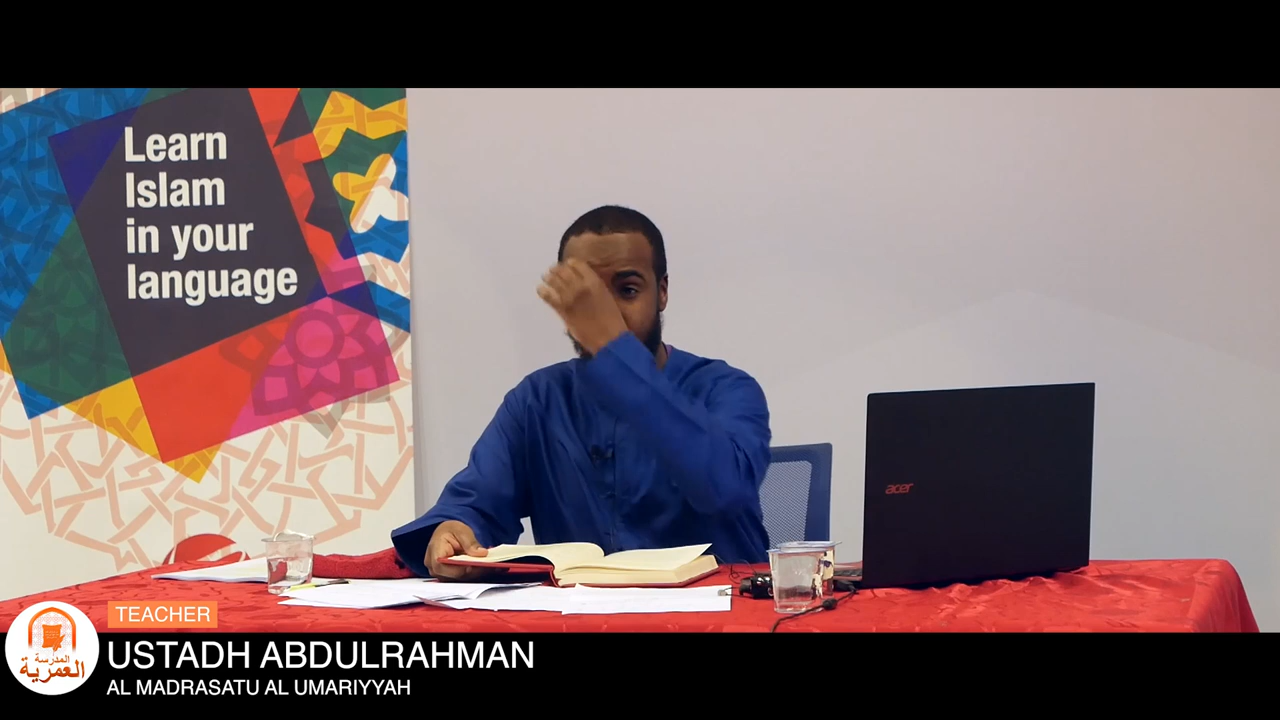 Learn
Islam
in your
language
acer
TEACHER
USTADH ABDULRAHMAN
AL MADRASATU AL UMARIYYAH
المدرسة
العمرية